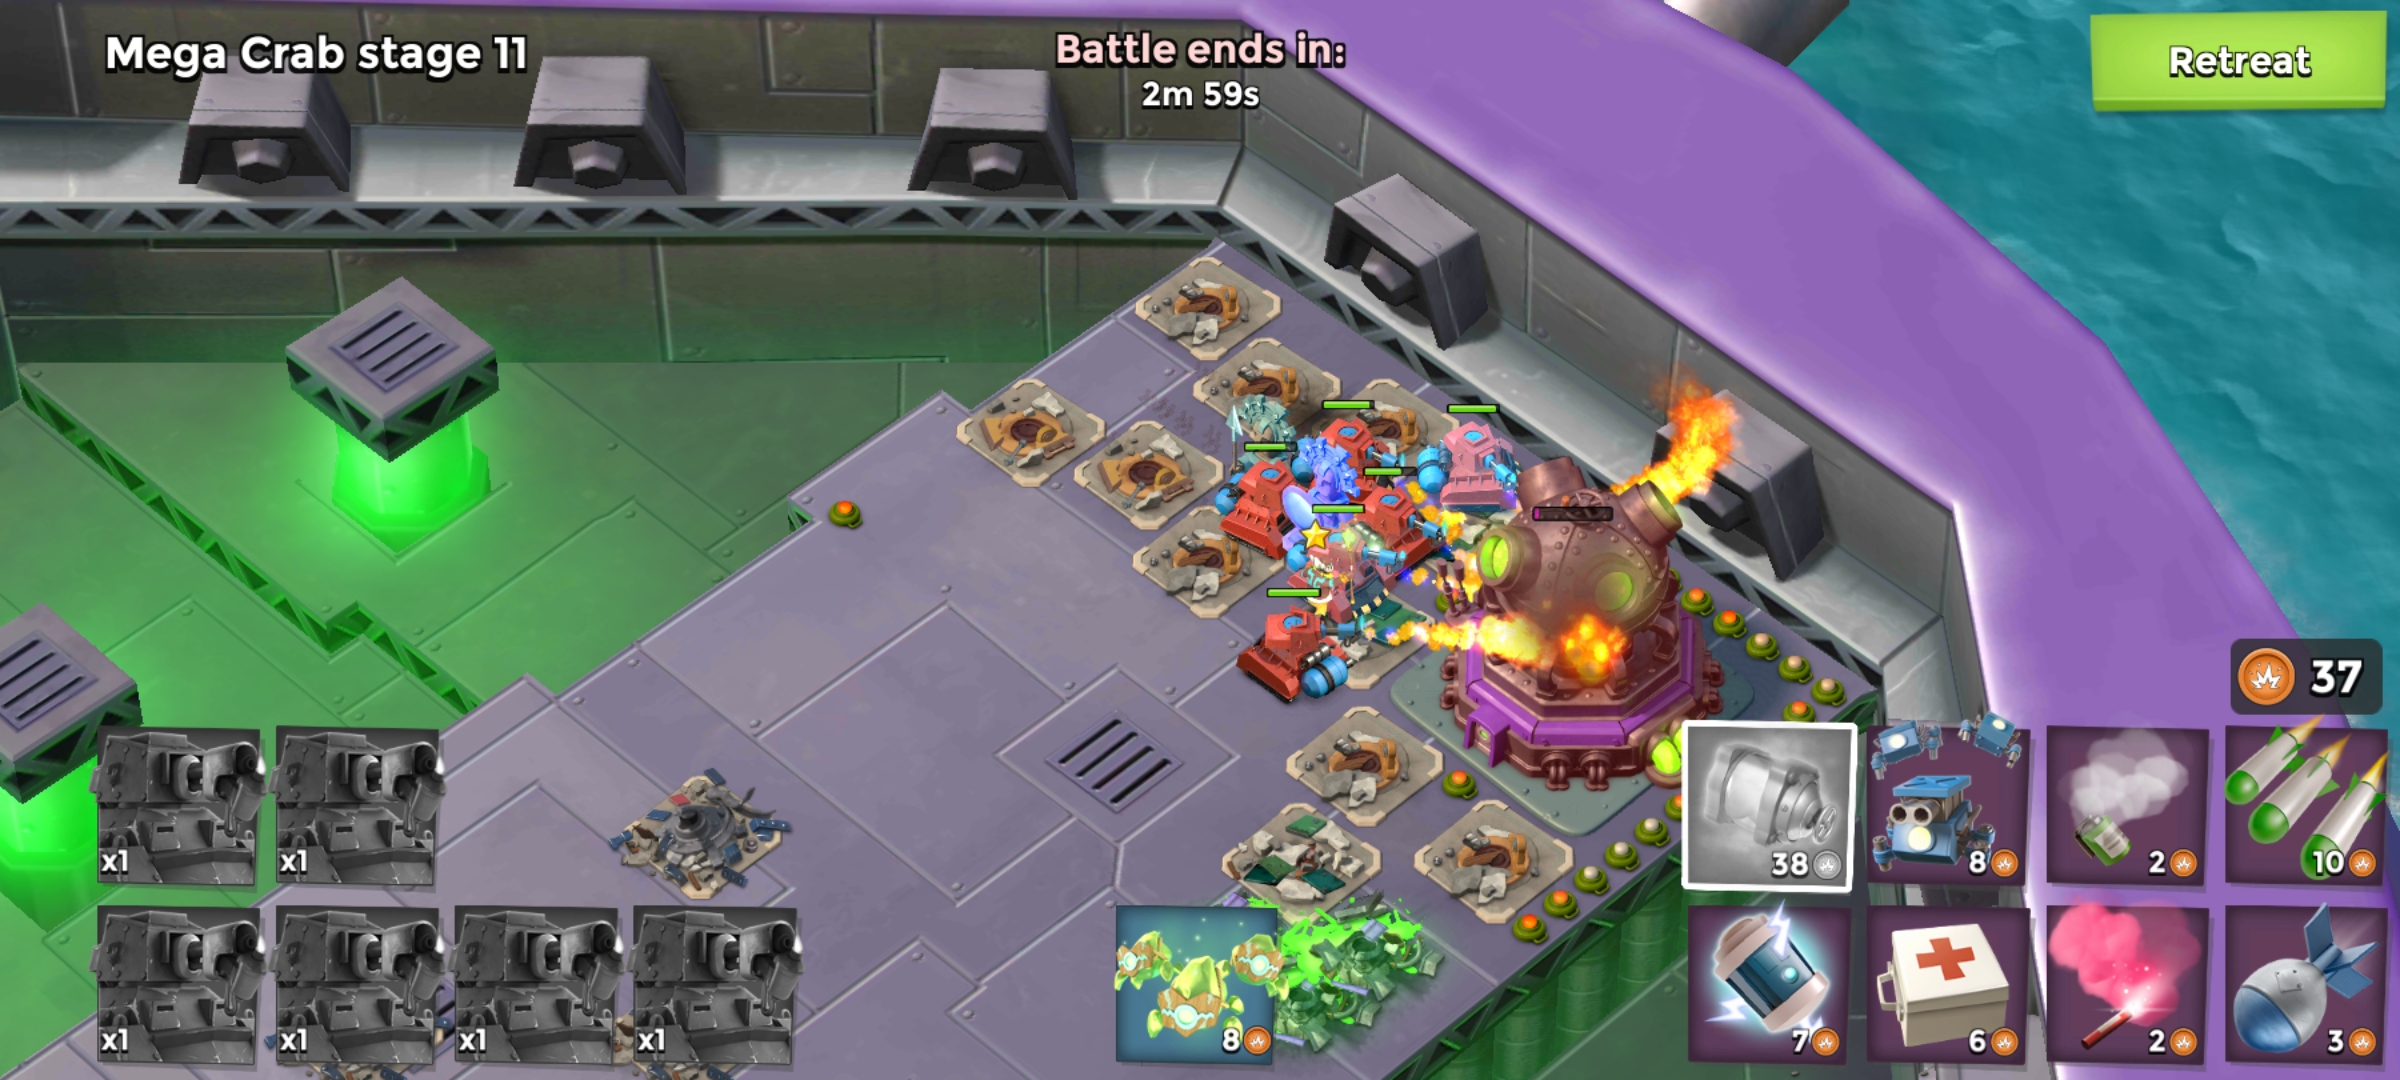 Mega Crab stage 11
Battle ends in:
2m 59s
Retreat
37
x1
x1
38
8
2
10
x1
x1
x1
x1
8
7
6
2
3